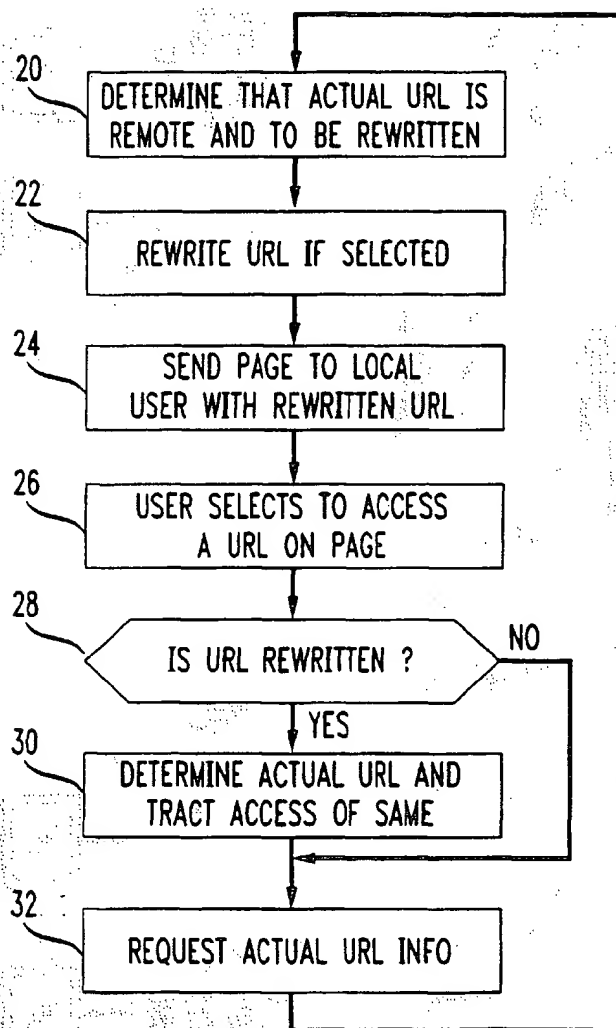 20
DETERMINE THAT ACTUAL URL IS
REMOTE AND TO BE REWRITTEN
22
REWRITE URL IF SELECTED
24
SEND PAGE TO LOCAL
USER WITH REWRITTEN URL
26
USER SELECTS TO ACCESS
A URL ON PAGE
28
IS URL REWRITTEN ?
NO
YES
30
DETERMINE ACTUAL URL AND
TRACT ACCESS OF SAME
32
REQUEST ACTUAL URL INFO